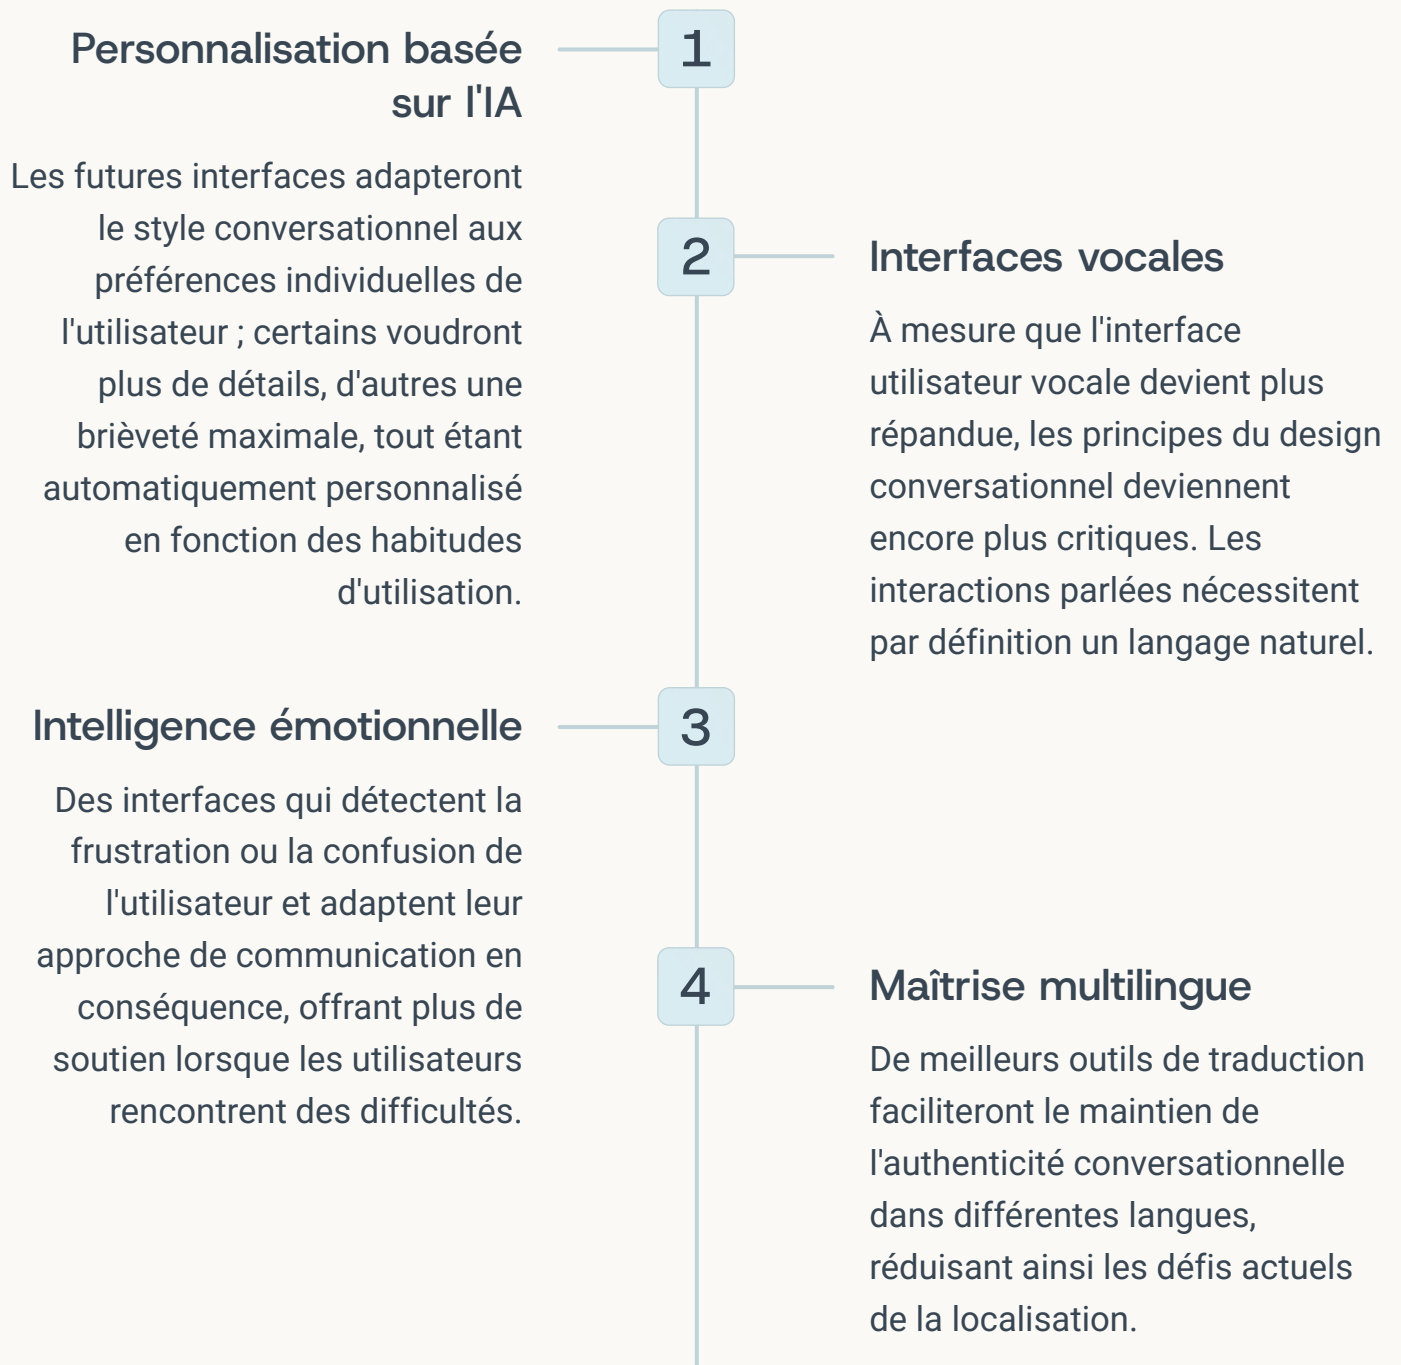 1
Personnalisation basée
sur l'IA
Les futures interfaces adapteront
le style conversationnel aux
préférences individuelles de
l'utilisateur ; certains voudront
plus de détails, d'autres une
brièveté maximale, tout étant
automatiquement personnalisé
en fonction des habitudes
d'utilisation.
2
Interfaces vocales
À mesure que l'interface
utilisateur vocale devient plus
répandue, les principes du design
conversationnel deviennent
encore plus critiques. Les
interactions parlées nécessitent
par définition un langage naturel.
3
Intelligence émotionnelle
Des interfaces qui détectent la
frustration ou la confusion de
l'utilisateur et adaptent leur
approche de communication en
conséquence, offrant plus de
soutien lorsque les utilisateurs
rencontrent des difficultés.
4
Maîtrise multilingue
De meilleurs outils de traduction
faciliteront le maintien de
l'authenticité conversationnelle
dans différentes langues,
réduisant ainsi les défis actuels
de la localisation.